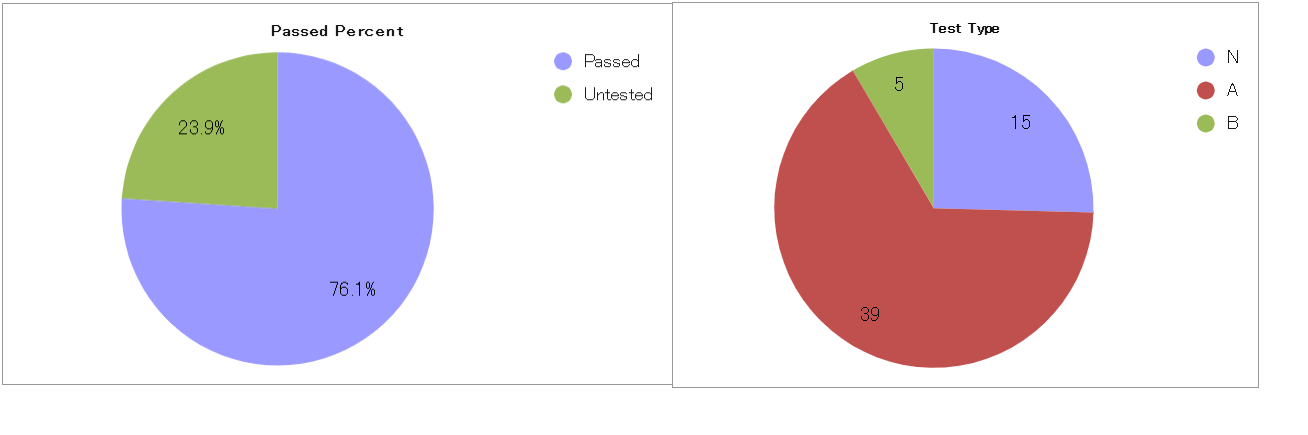 Passed Percent
Passed
Untested
23.9%
76.1%
Test Type
N
A
B
5
15
39